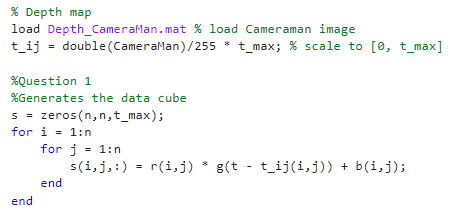 % Depth map
load Depth_CameraMan.mat % load Cameraman image
t_ij = double(CameraMan)/255 * t_max; % scale to [0, t_max]
%Question 1
%Generates the data cube
s = zeros(n,n,t_max);
for i = 1:n
for j = 1:n
s(i,j,:) = r(i,j) * g(t - t_ij(i,j)) + b(i,j);
end
end